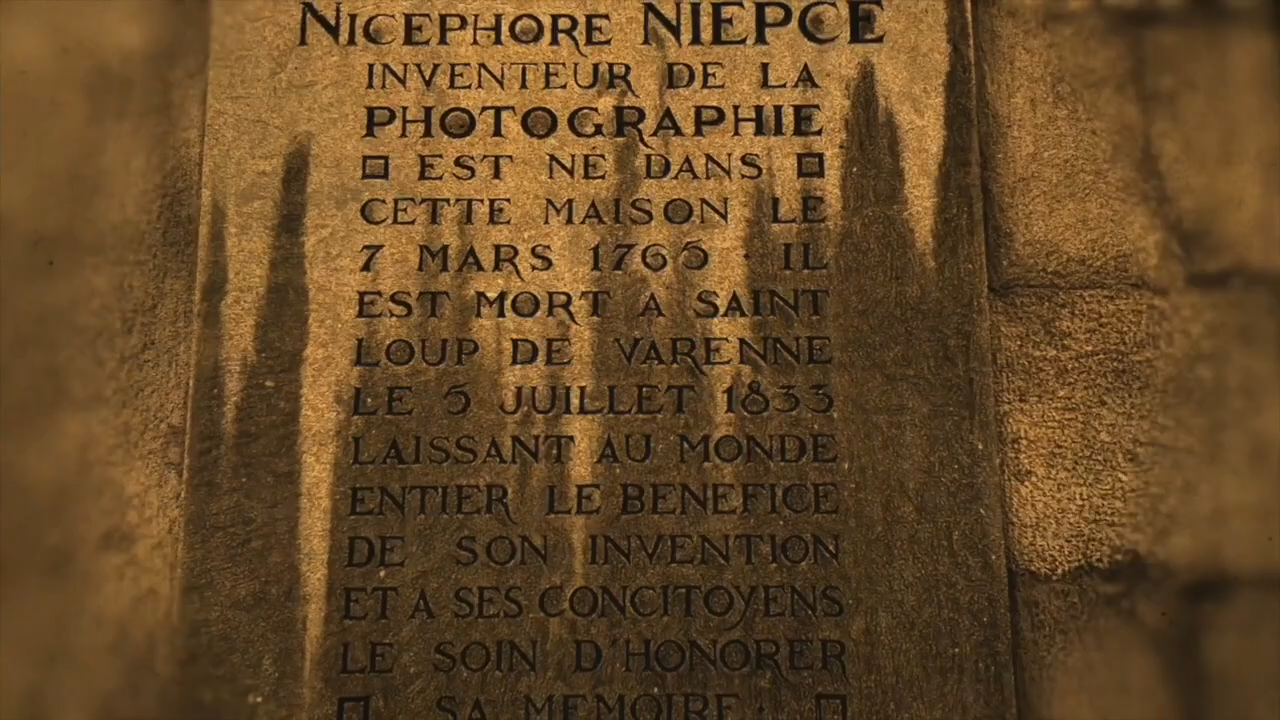 NICEPHORE NIEPCE
INVENTEUR DE LA
PHOTOGRAPHIE
EST NE DANS
CETTE MAISON LE
7 MARS 1765 · IL
EST MORT A SAINT
LOUP DE VARENNE
LE 5 JUILLET 1833
LAISSANT AU MONDE
ENTIER LE BENEFICE
DE SON INVENTION
ET A SES CONCITOYENS
LE SOIN D'HONORER
SA MEMOIRE ·